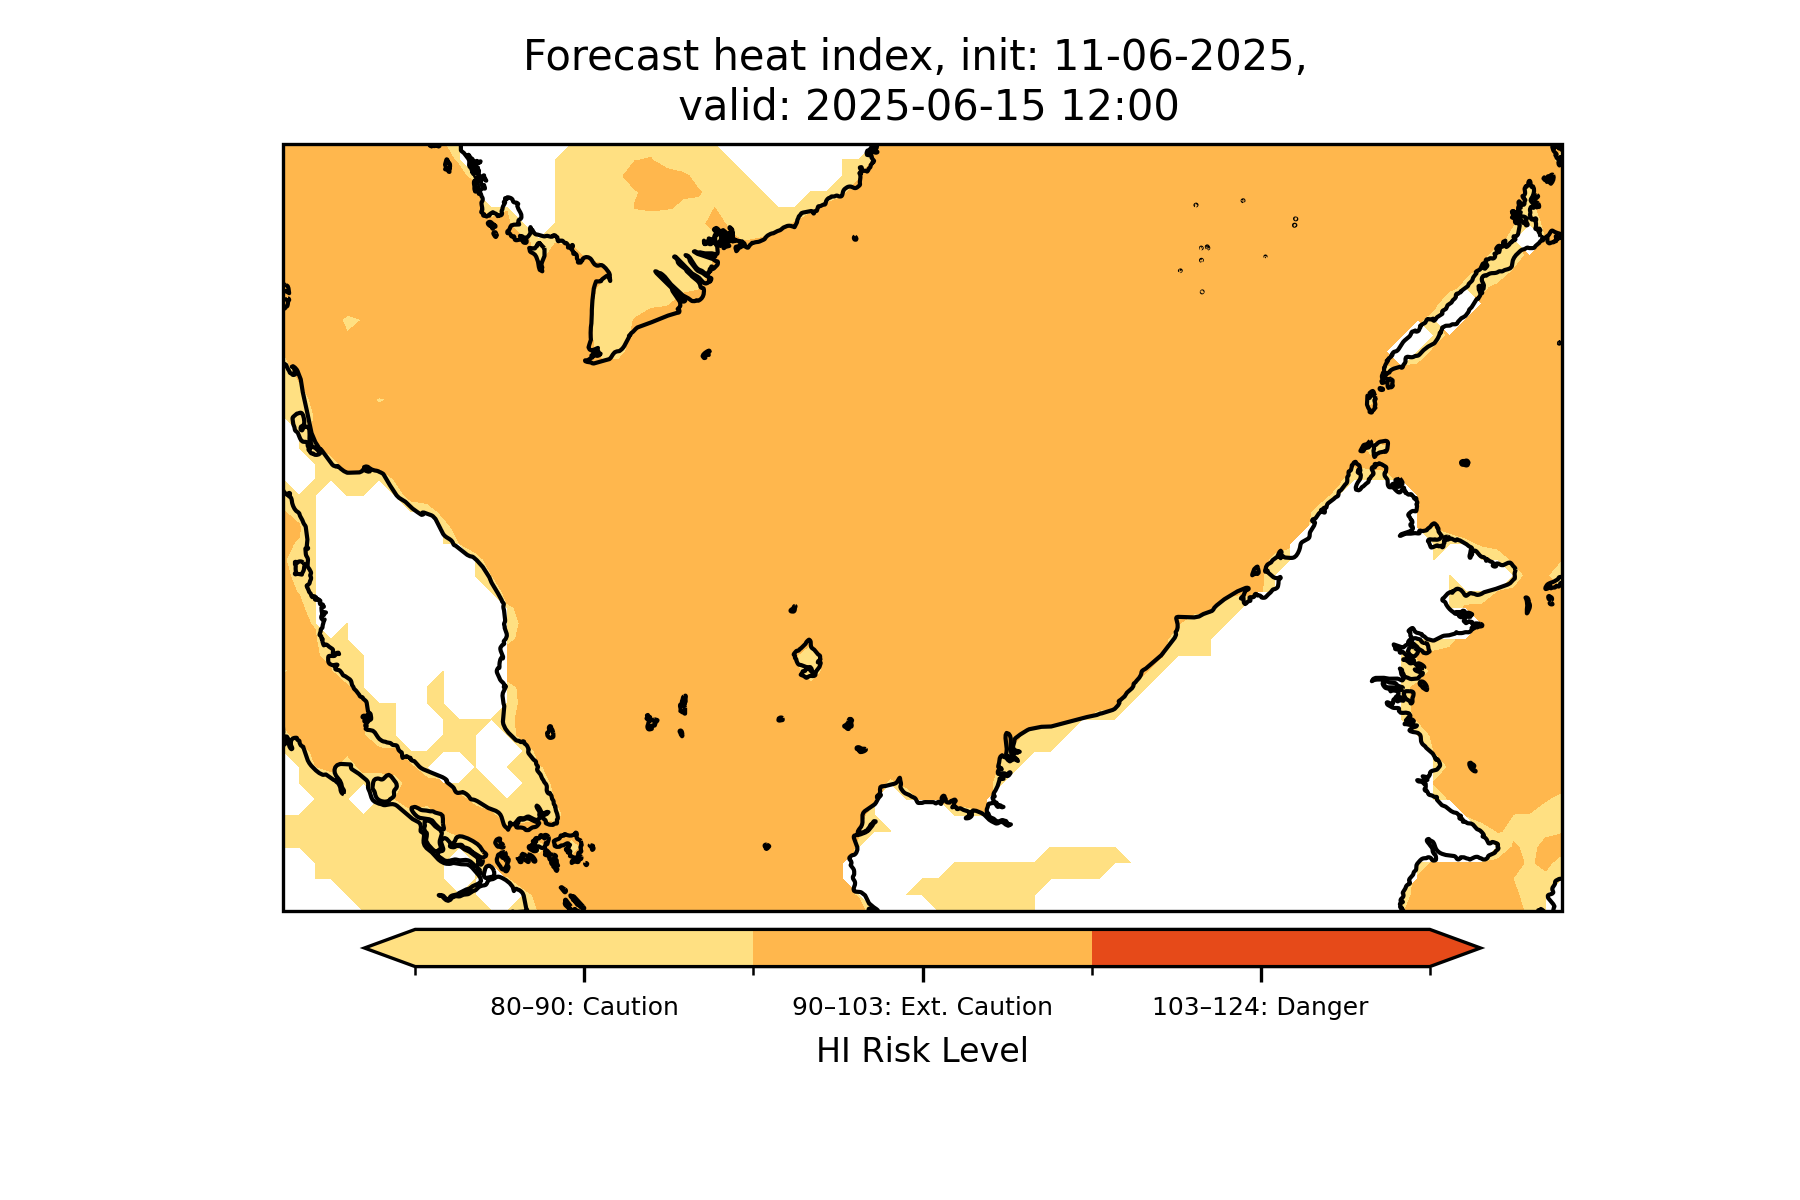 Forecast heat index, init: 11-06-2025,
valid: 2025-06-15 12:00
80–90: Caution
90–103: Ext. Caution
103–124: Danger
HI Risk Level